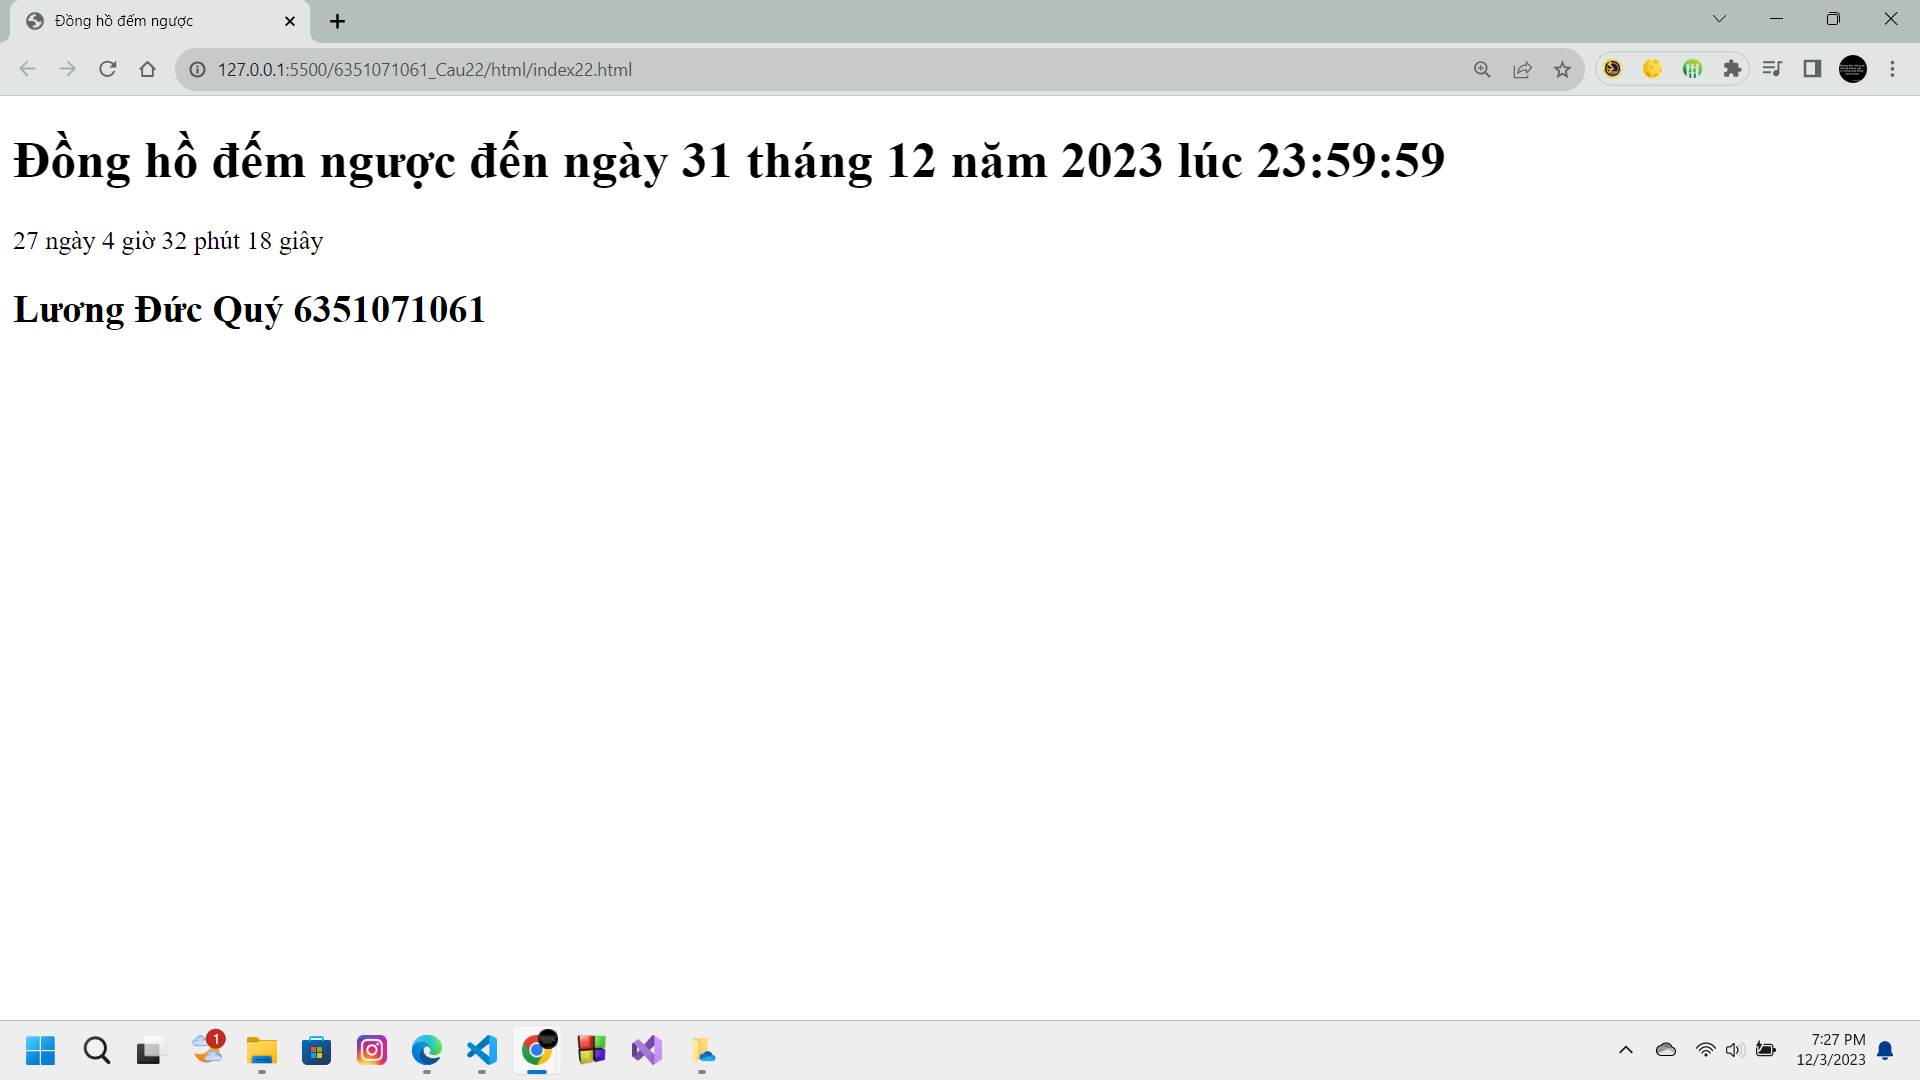 Đồng hồ đếm ngược
127.0.0.1:5500/6351071061_Cau22/html/index22.html
Đồng hồ đếm ngược đến ngày 31 tháng 12 năm 2023 lúc 23:59:59
27 ngày 4 giờ 32 phút 18 giây
Lương Đức Quý 6351071061
1
7:27 PM
12/3/2023